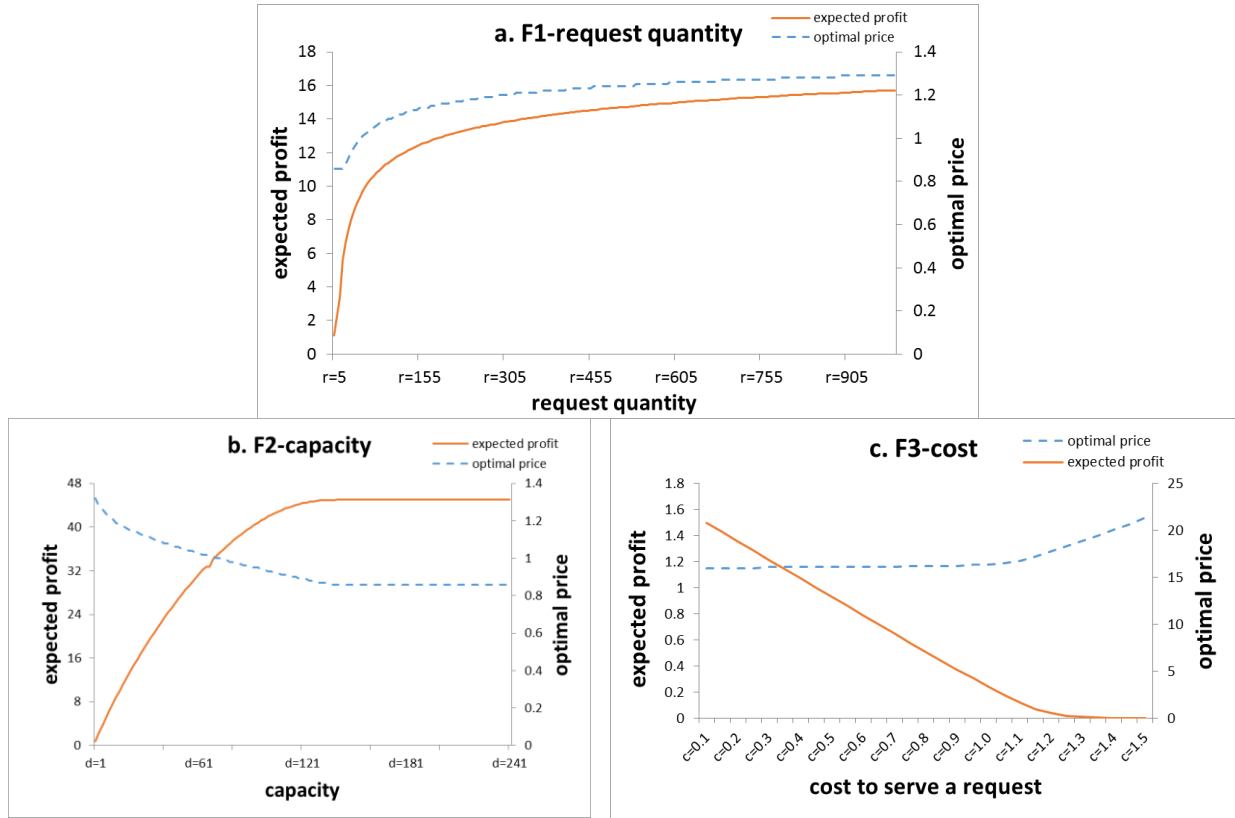 a. F1-request quantity
expected profit
optimal price
18
16
14
12
10
8
6
4
2
0
expected profit
1.4
1.2
1
0.8
0.6
0.4
0.2
0
optimal price
r=5 r=155 r=305 r=455 r=605 r=755 r=905
request quantity
b. F2-capacity
expected profit
optimal price
48
40
32
24
16
8
0
expected profit
1.4
1.2
1
0.8
0.6
0.4
0.2
0
optimal price
d=1 d=61 d=121 d=181 d=241
capacity
c. F3-cost
optimal price
expected profit
1.8
1.6
1.4
1.2
1
0.8
0.6
0.4
0.2
0
expected profit
25
20
15
10
5
0
optimal price
c=0.1 c=0.2 c=0.3 c=0.4 c=0.5 c=0.6 c=0.7 c=0.8 c=0.9 c=1.0 c=1.1 c=1.2 c=1.3 c=1.4 c=1.5
cost to serve a request